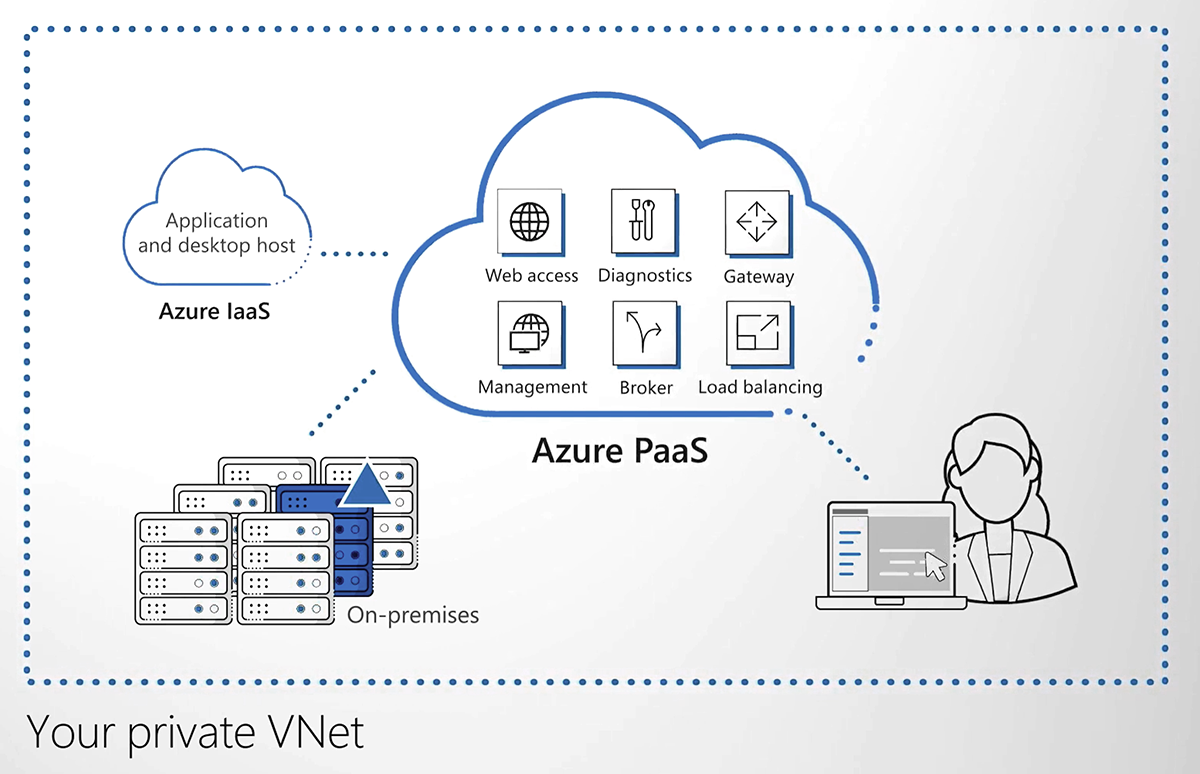 Application
and desktop host
Azure IaaS
Web access
Diagnostics
Gateway
Management
Broker
Load balancing
Azure PaaS
On-premises
Your private VNet